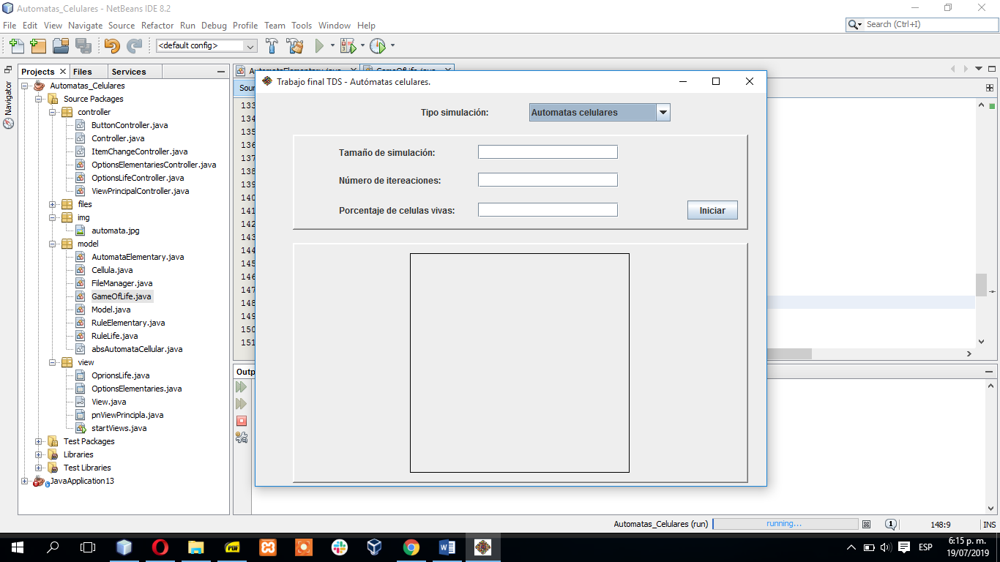 Automatas_Celulares - NetBeans IDE 8.2
File Edit View Navigate Source Refactor Run Debug Profile Team Tools Window Help
Search (Ctrl+I)
<default config>
Projects Files Services
Navigator
Automatas_Celulares
Source Packages
controller
ButtonController.java
Controller.java
ItemChangeController.java
OptionsElementariesController.java
OptionsLifeController.java
ViewPrincipalController.java
files
img
automata.jpg
model
AutomataElementary.java
Cellula.java
FileManager.java
GameOfLife.java
Model.java
RuleElementary.java
RuleLife.java
absAutomataCellular.java
view
OprionsLife.java
OptionsElementaries.java
View.java
pnViewPrincipla.java
startViews.java
Test Packages
Libraries
Test Libraries
JavaApplication13
Trabajo final TDS - Autómatas celulares.
Tipo simulación: Automatas celulares
Tamaño de simulación:
Número de itereaciones:
Porcentaje de celulas vivas:
Iniciar
133
134
135
136
137
138
139
140
141
142
143
144
145
146
147
148
149
150
151
Automatas_Celulares (run) running... 1 148:9 INS
PDF
ESP
6:15 p. m.
19/07/2019